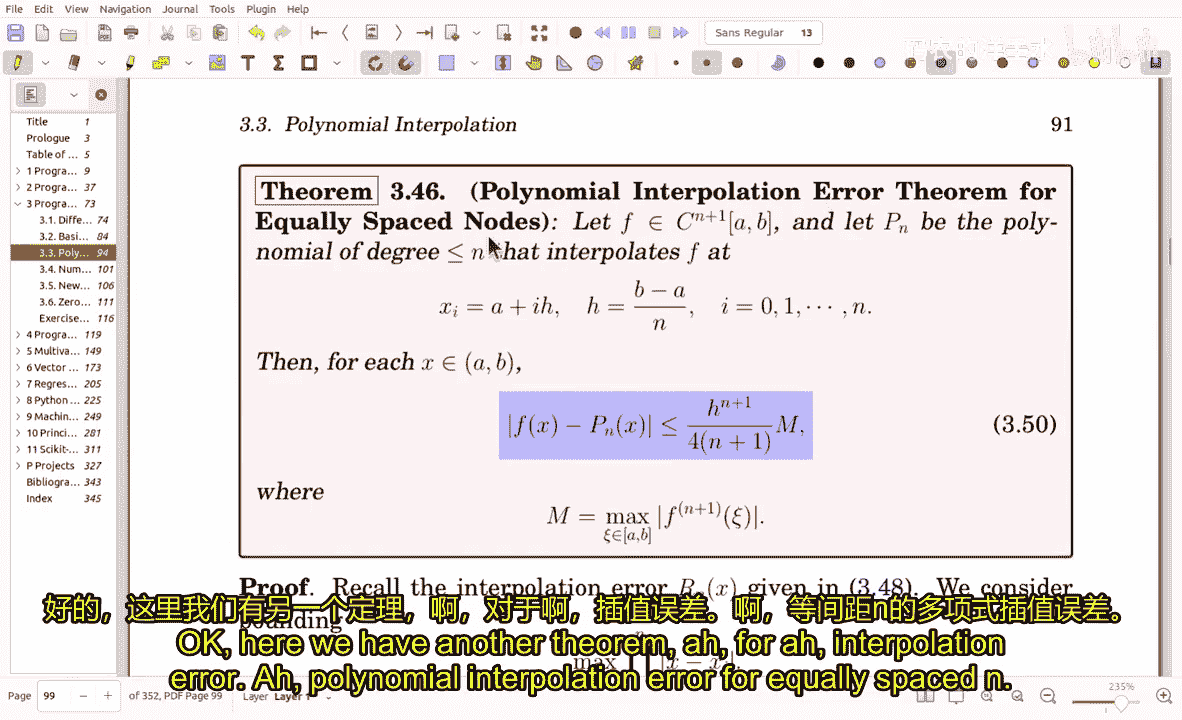 File Edit View Navigation Journal Tools Plugin Help
Sans Regular 13
Title 1
Prologue 3
Table of ... 5
1 Progra... 9
2 Progra... 37
3 Progra... 73
3.1. Diffe... 74
3.2. Basi... 84
3.3. Poly... 94
3.4. Num... 101
3.5. New... 106
3.6. Zero... 111
Exercise... 116
4 Progra... 119
5 Multiva... 149
6 Vector ... 173
7 Regres... 205
8 Python ... 225
9 Machin... 249
10 Princi... 281
11 Scikit-... 311
P Projects 327
Bibliogra... 343
Index 345
3.3. Polynomial Interpolation 91
Theorem 3.46. (Polynomial Interpolation Error Theorem for
Equally Spaced Nodes): Let f ∈ C^{n+1}[a, b], and let P_n be the poly-
nomial of degree ≤ n that interpolates f at
x_i = a + ih, h = \frac{b − a}{n}, i = 0, 1, ⋯ , n.
Then, for each x ∈ (a, b),
|f(x) − P_n(x)| ≤ \frac{h^{n+1}}{4(n + 1)} M, (3.50)
where
M = \max_{ξ∈[a,b]} |f^{(n+1)}(ξ)|.
Proof. Recall the interpolation error R_n(x) given in (3.48). We consider
bounding
max ∏ |x − x
好的，这里我们有另一个定理，啊，对于啊，插值误差。啊，等间距n的多项式插值误差。
OK, here we have another theorem, ah, for ah, interpolation
error. Ah, polynomial interpolation error for equally spaced n.
Page 99 of 352, PDF Page 99 Layer Layer 1 235%